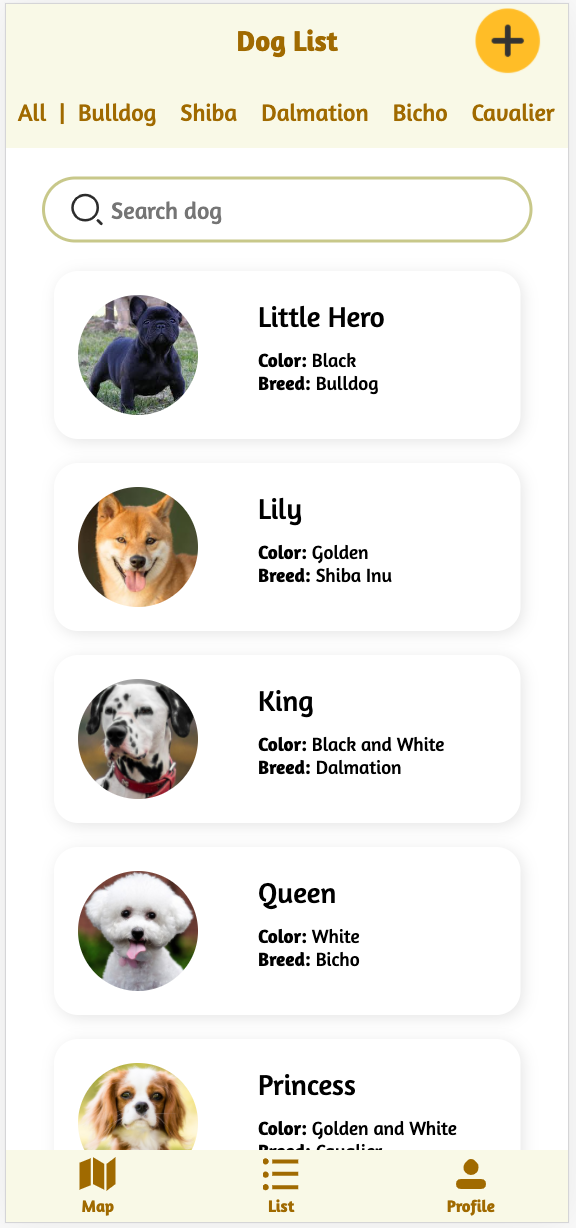 Dog List
All | Bulldog Shiba Dalmation Bicho Cavalier
Search dog
Little Hero
Color: Black
Breed: Bulldog
Lily
Color: Golden
Breed: Shiba Inu
King
Color: Black and White
Breed: Dalmation
Queen
Color: White
Breed: Bicho
Princess
Color: Golden and White
Breed: Cavalier
Map List Profile